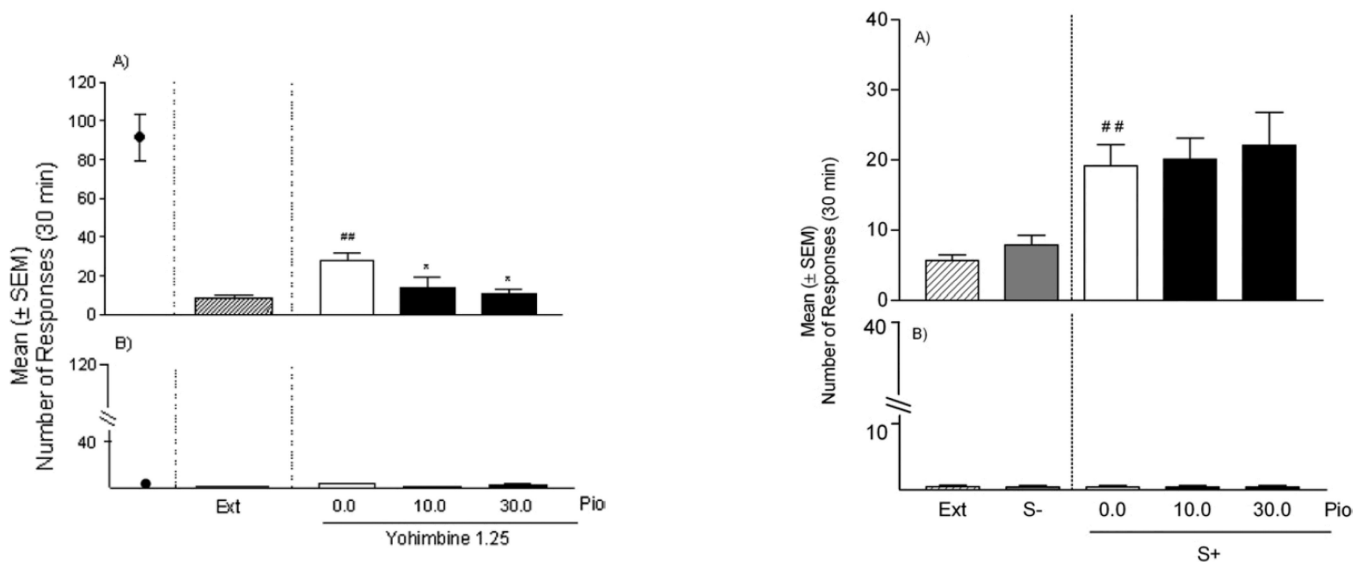 A)
120
100
80
60
40
20
0
##
*
*
Mean (± SEM)
Number of Responses (30 min)
B)
120
40
Ext 0.0 10.0 30.0 Pio
Yohimbine 1.25
A)
40
30
20
10
0
##
Mean (± SEM)
Number of Responses (30 min)
B)
40
10
Ext S- 0.0 10.0 30.0 Pio
S+